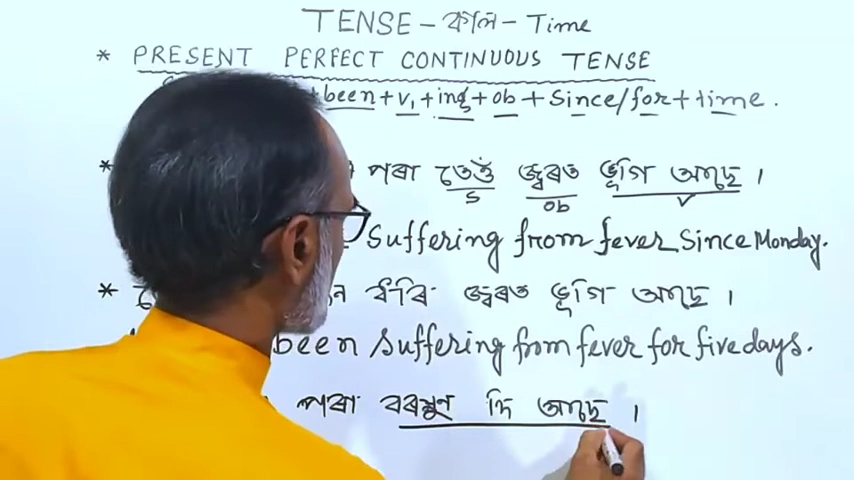 TENSE - কাল - Time
* PRESENT PERFECT CONTINUOUS TENSE
+ been + v₁ + ing + ob + Since/for + time.
* পৰা তেওঁ জ্বৰত ভূগি আছে ।
S ob V
Suffering from fever Since Monday.
* ধৰি জ্বৰত ভূগি আছে ।
been Suffering from fever for five days.
পৰা বৰষুণ দি আছে ।